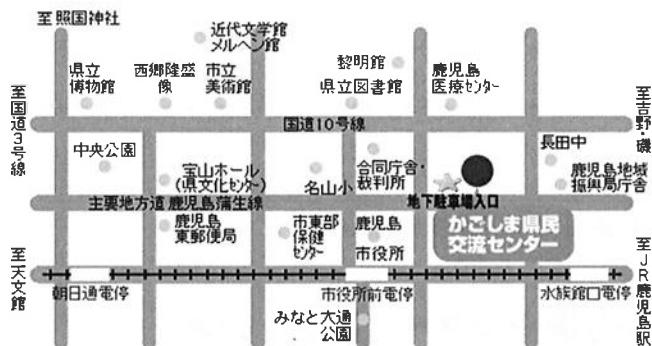 至照国神社
近代文学館
メルヘン館
黎明館
県立
博物館
西郷隆盛
像
市立
美術館
県立図書館
鹿児島
医療センター
至国道3号線
国道10号線
至吉野・磯
中央公園
宝山ホール
(県文化センター)
名山小
合同庁舎・
裁判所
長田中
鹿児島地域
振興局庁舎
主要地方道 鹿児島蒲生線
地下駐車場入口
鹿児島
東郵便局
市東部
保健
センター
鹿児島
市役所
かごしま県民
交流センター
至天文館
至JR鹿児島駅
朝日通電停
市役所前電停
水族館口電停
みなと大通
公園